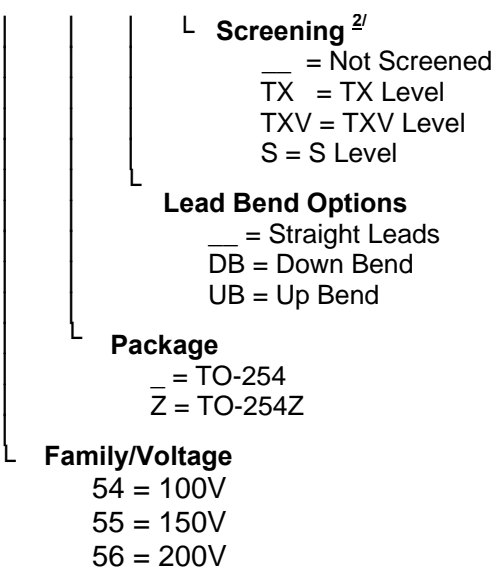 Screening 2/
__ = Not Screened
TX = TX Level
TXV = TXV Level
S = S Level
Lead Bend Options
__ = Straight Leads
DB = Down Bend
UB = Up Bend
Package
_ = TO-254
Z = TO-254Z
Family/Voltage
54 = 100V
55 = 150V
56 = 200V